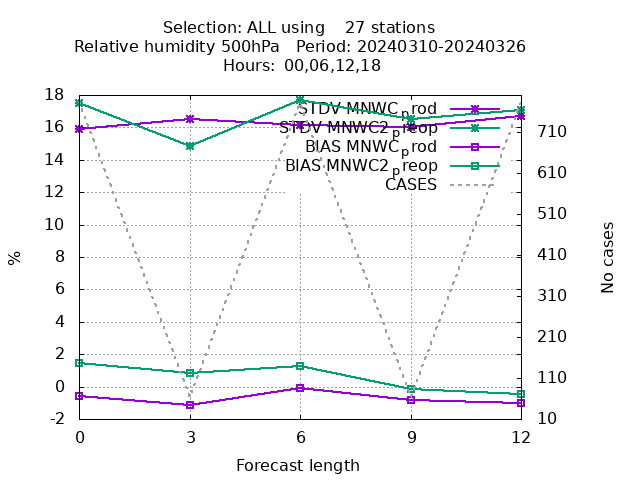 Selection: ALL using 27 stations
Relative humidity 500hPa Period: 20240310-20240326
Hours: 00,06,12,18
18
16
14
12
10
8
6
4
2
0
-2
%
STDV MNWC_prod
STDV MNWC2_preop
BIAS MNWC_prod
BIAS MNWC2_preop
CASES
710
610
510
410
310
210
110
10
No cases
0 3 6 9 12
Forecast length